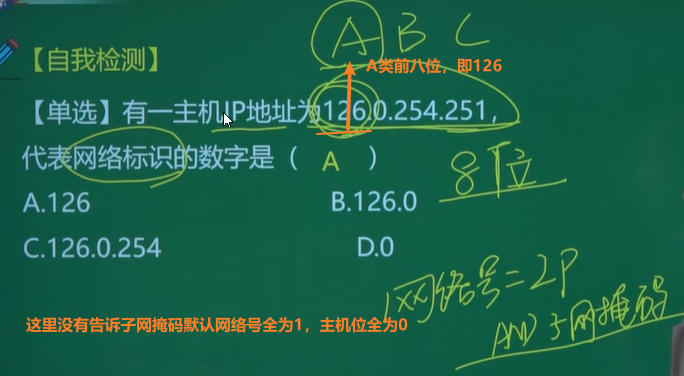 【自我检测】
A B C
A类前八位，即126
【单选】有一主机IP地址为126.0.254.251，
代表网络标识的数字是（ A ）
8位
A.126 B.126.0
C.126.0.254 D.0
网络号=IP
AND 子网掩码
这里没有告诉子网掩码默认网络号全为1，主机位全为0